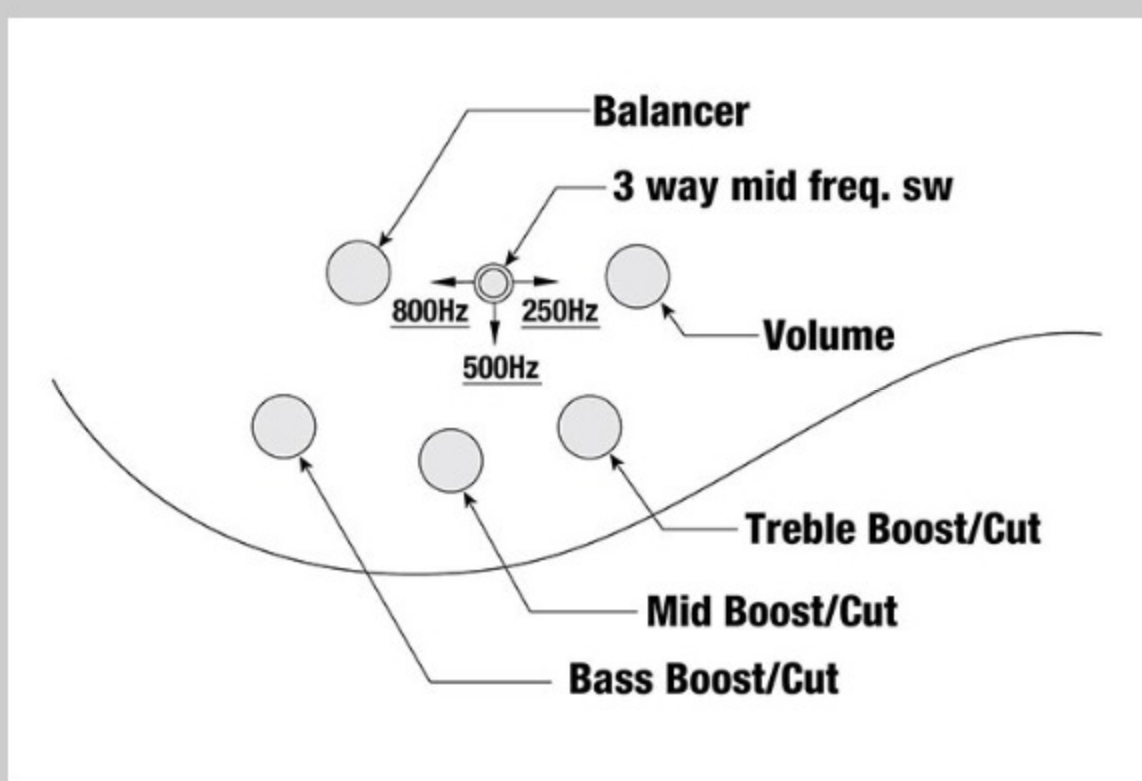 Balancer
3 way mid freq. sw
800Hz
250Hz
Volume
500Hz
Treble Boost/Cut
Mid Boost/Cut
Bass Boost/Cut